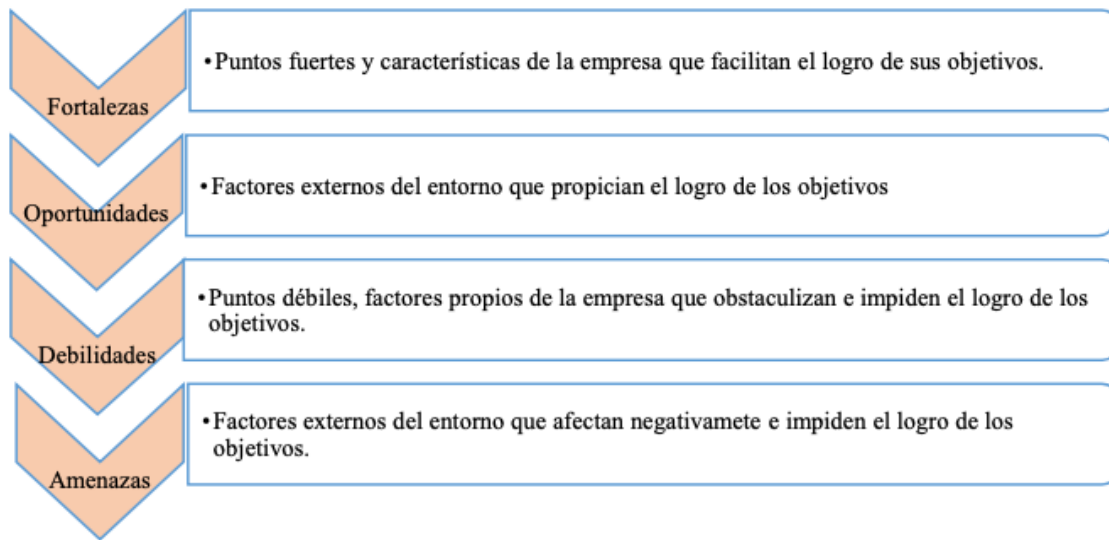 Fortalezas
•Puntos fuertes y características de la empresa que facilitan el logro de sus objetivos.
Oportunidades
•Factores externos del entorno que propician el logro de los objetivos
Debilidades
•Puntos débiles, factores propios de la empresa que obstaculizan e impiden el logro de los
objetivos.
Amenazas
•Factores externos del entorno que afectan negativamete e impiden el logro de los
objetivos.